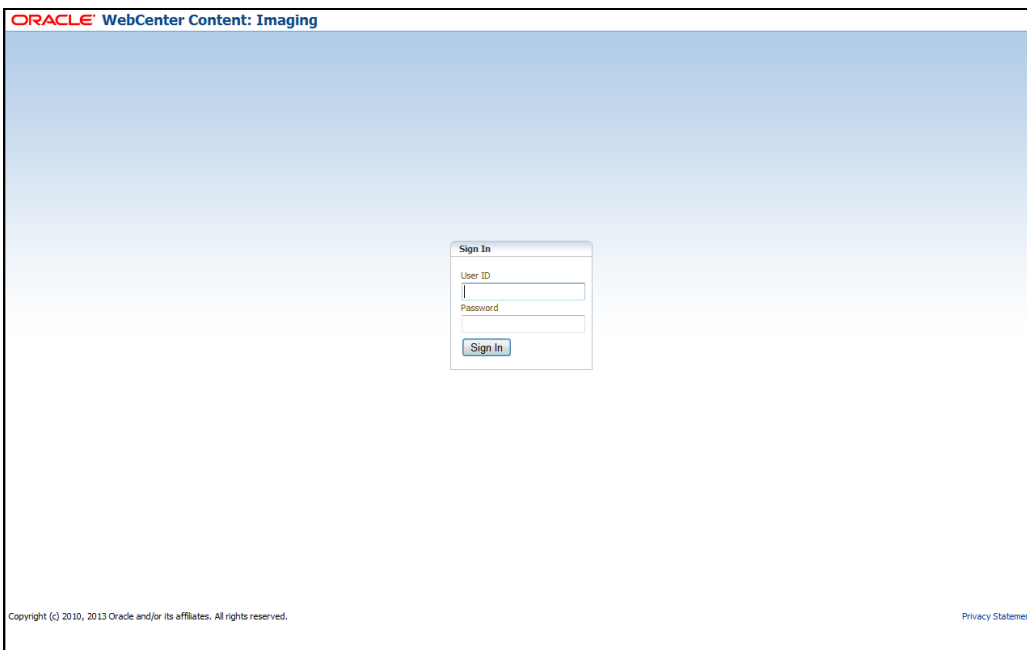 ORACLE WebCenter Content: Imaging
Sign In
User ID
Password
Sign In
Copyright (c) 2010, 2013 Oracle and/or its affiliates. All rights reserved.
Privacy Statemen